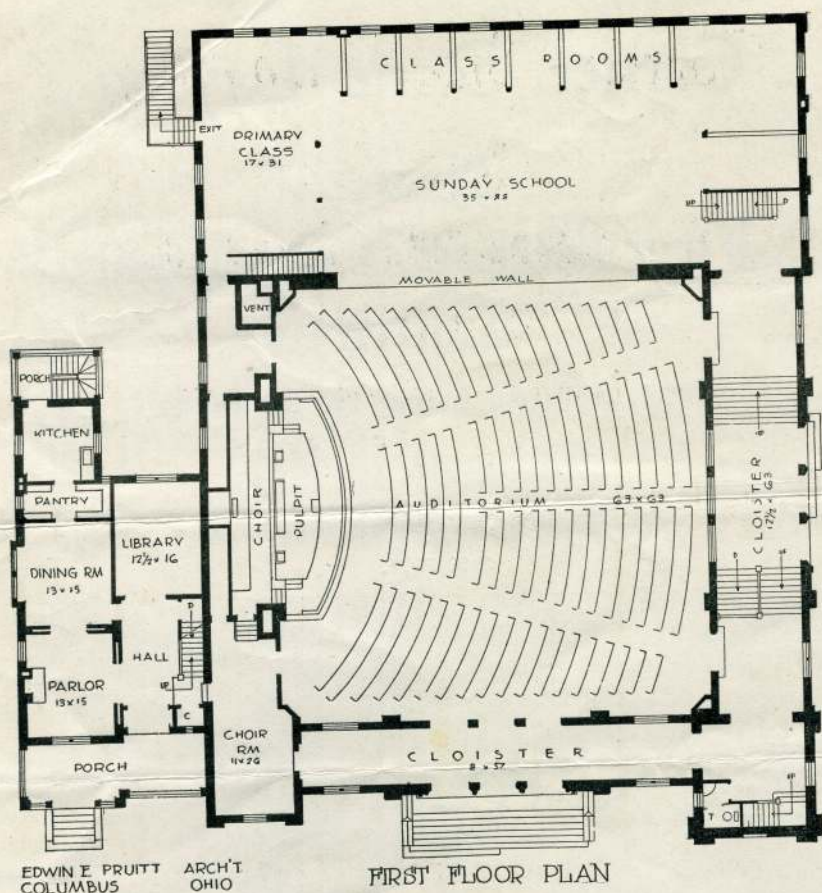 CLASS ROOMS
EXIT
PRIMARY
CLASS
17 x 31
SUNDAY SCHOOL
35 x 88
UP
D
MOVABLE WALL
VENT
PORCH
KITCHEN
PANTRY
LIBRARY
12½ x 16
DINING RM
13 x 15
HALL
D
UP
C
PARLOR
13 x 15
PORCH
CHOIR
PULPIT
AUDITORIUM 63 x 63
CLOISTER
12½ x 63
D
CHOIR
RM
11 x 26
CLOISTER
8 x 57
T
UP
EDWIN E PRUITT ARCH'T
COLUMBUS OHIO
FIRST FLOOR PLAN